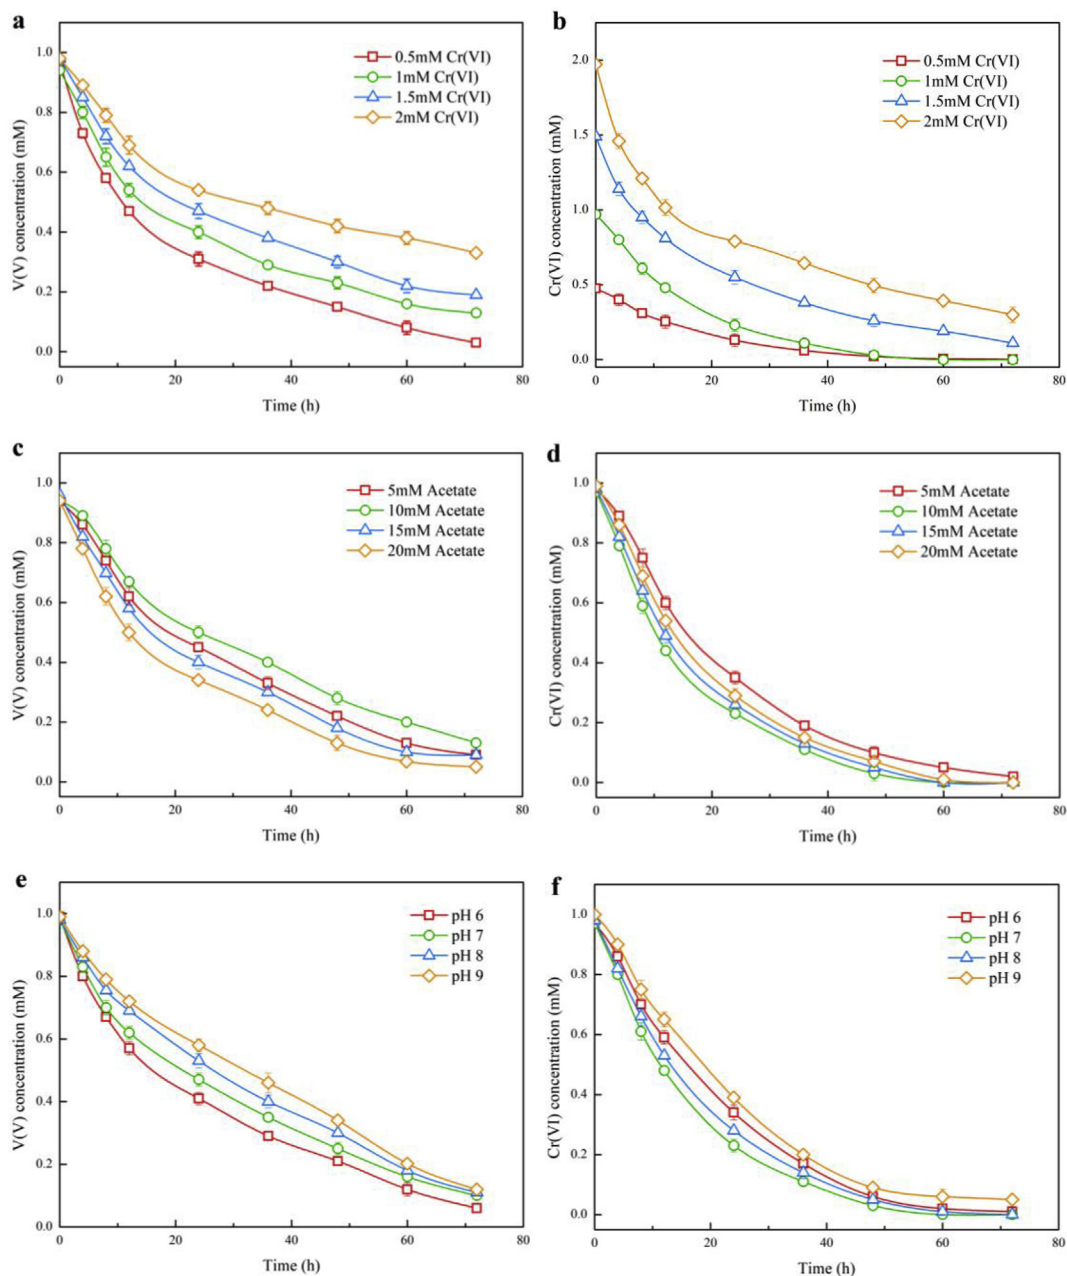 a
V(V) concentration (mM)
1.0
0.8
0.6
0.4
0.2
0.0
0.5mM Cr(VI)
1mM Cr(VI)
1.5mM Cr(VI)
2mM Cr(VI)
0 20 40 60 80
Time (h)
b
Cr(VI) concentration (mM)
2.0
1.5
1.0
0.5
0.0
0.5mM Cr(VI)
1mM Cr(VI)
1.5mM Cr(VI)
2mM Cr(VI)
0 20 40 60 80
Time (h)
c
V(V) concentration (mM)
1.0
0.8
0.6
0.4
0.2
0.0
5mM Acetate
10mM Acetate
15mM Acetate
20mM Acetate
0 20 40 60 80
Time (h)
d
Cr(VI) concentration (mM)
1.0
0.8
0.6
0.4
0.2
0.0
5mM Acetate
10mM Acetate
15mM Acetate
20mM Acetate
0 20 40 60 80
Time (h)
e
V(V) concentration (mM)
1.0
0.8
0.6
0.4
0.2
0.0
pH 6
pH 7
pH 8
pH 9
0 20 40 60 80
Time (h)
f
Cr(VI) concentration (mM)
1.0
0.8
0.6
0.4
0.2
0.0
pH 6
pH 7
pH 8
pH 9
0 20 40 60 80
Time (h)